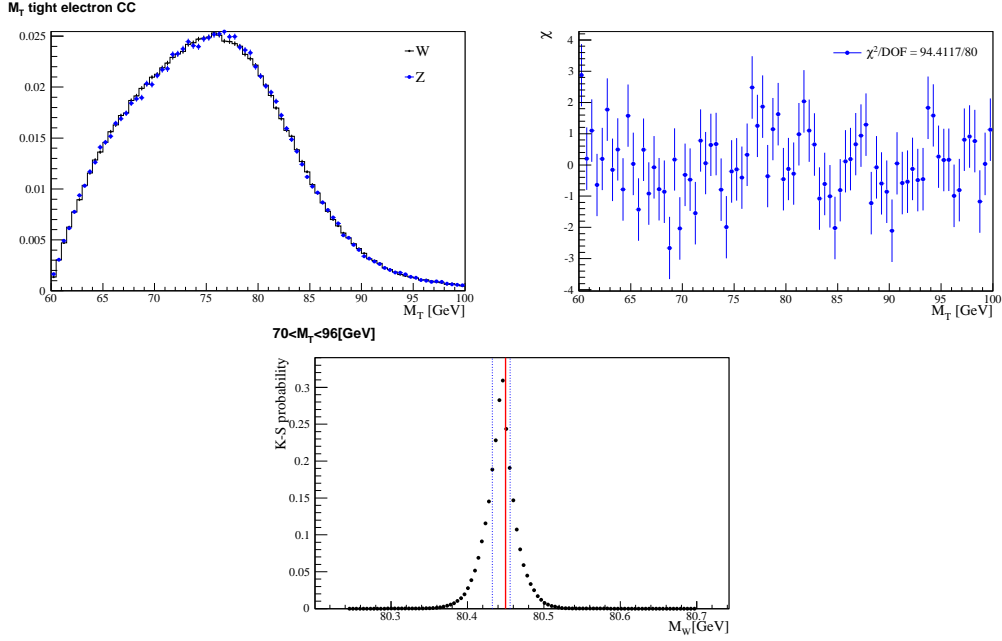 M_T tight electron CC
0.025
0.02
0.015
0.01
0.005
0
W
Z
60 65 70 75 80 85 90 95 100
M_T [GeV]
χ
4
3
2
1
0
-1
-2
-3
-4
χ²/DOF = 94.4117/80
60 65 70 75 80 85 90 95 100
M_T [GeV]
70<M_T<96[GeV]
K-S probability
0.3
0.25
0.2
0.15
0.1
0.05
0
80.3 80.4 80.5 80.6 80.7
M_W[GeV]